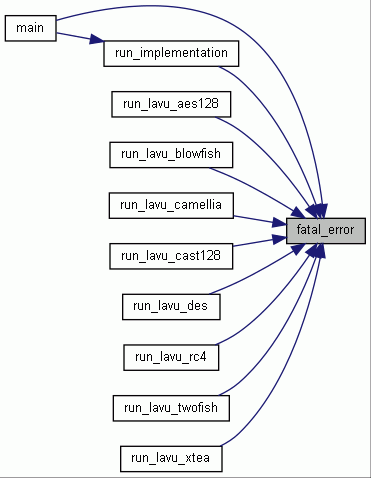 main
run_implementation
run_lavu_aes128
run_lavu_blowfish
run_lavu_camellia
fatal_error
run_lavu_cast128
run_lavu_des
run_lavu_rc4
run_lavu_twofish
run_lavu_xtea